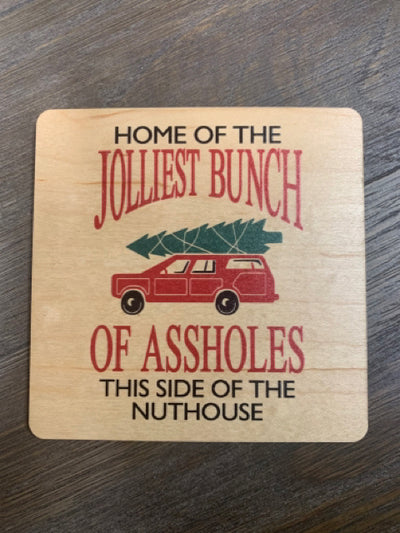 HOME OF THE
JOLLIEST BUNCH
OF ASSHOLES
THIS SIDE OF THE
NUTHOUSE